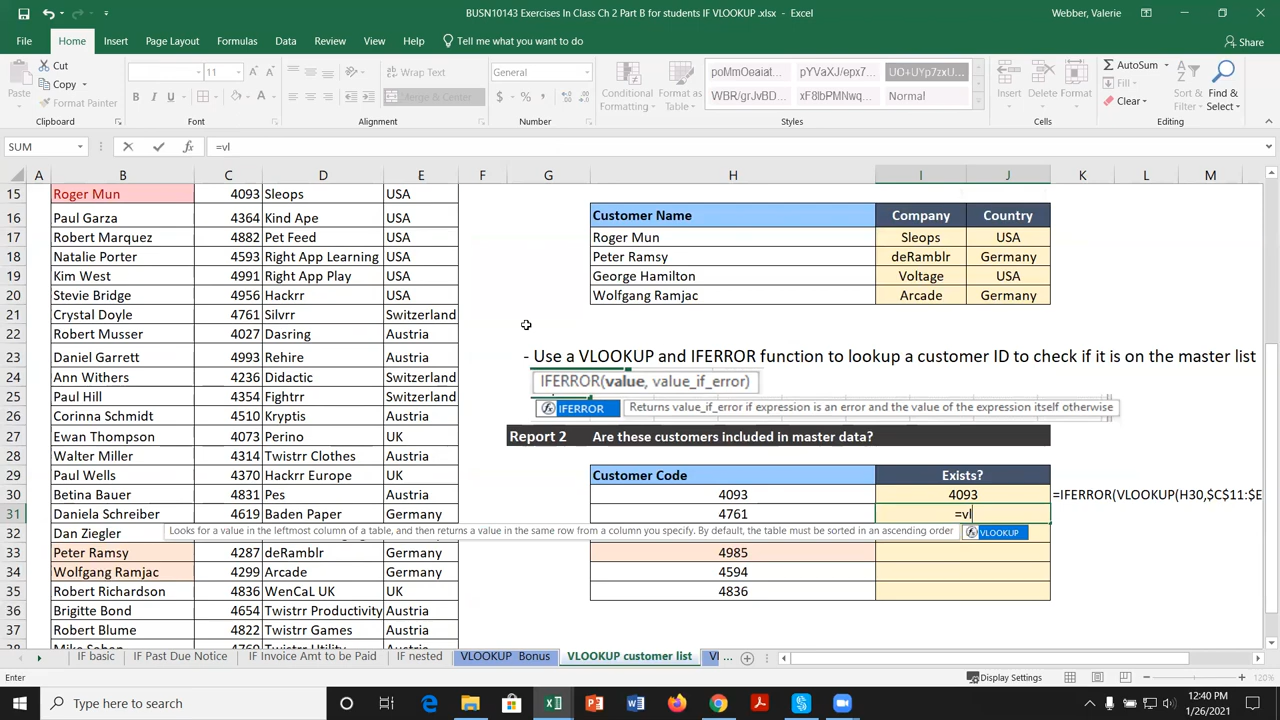 BUSN10143 Exercises In Class Ch 2 Part B for students IF VLOOKUP .xlsx - Excel
Webber, Valerie
File Home Insert Page Layout Formulas Data Review View Help Tell me what you want to do Share
Cut
Copy
Format Painter
Paste
Clipboard
11
B I U
Font
Wrap Text
Merge & Center
Alignment
General
Number
Conditional Formatting
Format as Table
poMmOeaiat...
pYVaXJ/epx7...
UO+UYp7zxU...
WBR/grJvBD...
xF8lbPMNwq...
Normal
Styles
Insert Delete Format
Cells
AutoSum
Fill
Clear
Sort & Filter
Find & Select
Editing
SUM =vl
A B C D E F G H I J K L M
15 Roger Mun 4093 Sleops USA
16 Paul Garza 4364 Kind Ape USA Customer Name Company Country
17 Robert Marquez 4882 Pet Feed USA Roger Mun Sleops USA
18 Natalie Porter 4593 Right App Learning USA Peter Ramsy deRamblr Germany
19 Kim West 4991 Right App Play USA George Hamilton Voltage USA
20 Stevie Bridge 4956 Hackrr USA Wolfgang Ramjac Arcade Germany
21 Crystal Doyle 4761 Silvrr Switzerland
22 Robert Musser 4027 Dasring Austria
23 Daniel Garrett 4993 Rehire Austria - Use a VLOOKUP and IFERROR function to lookup a customer ID to check if it is on the master list
24 Ann Withers 4236 Didactic Switzerland IFERROR(value, value_if_error)
25 Paul Hill 4354 Fightrr Switzerland
26 Corinna Schmidt 4510 Kryptis Austria IFERROR Returns value_if_error if expression is an error and the value of the expression itself otherwise
27 Ewan Thompson 4073 Perino UK Report 2 Are these customers included in master data?
28 Walter Miller 4314 Twistrr Clothes Austria
29 Paul Wells 4370 Hackrr Europe UK Customer Code Exists?
30 Betina Bauer 4831 Pes Austria 4093 4093 =IFERROR(VLOOKUP(H30,$C$11:$E
31 Daniela Schreiber 4219 Baden Paper Germany 4761 =vl
32 Dan Ziegler Looks for a value in the leftmost column of a table, and then returns a value in the same row from a column you specify. By default, the table must be sorted in an ascending order VLOOKUP
33 Peter Ramsy 4287 deRamblr Germany 4985
34 Wolfgang Ramjac 4299 Arcade Germany 4594
35 Robert Richardson 4836 WenCaL UK UK 4836
36 Brigitte Bond 4654 Twistrr Productivity Austria
37 Robert Blume 4822 Twistrr Games Austria
IF basic IF Past Due Notice IF Invoice Amt to be Paid IF nested VLOOKUP Bonus VLOOKUP customer list VI ...
Enter Display Settings 120%
Type here to search
12:40 PM
1/26/2021